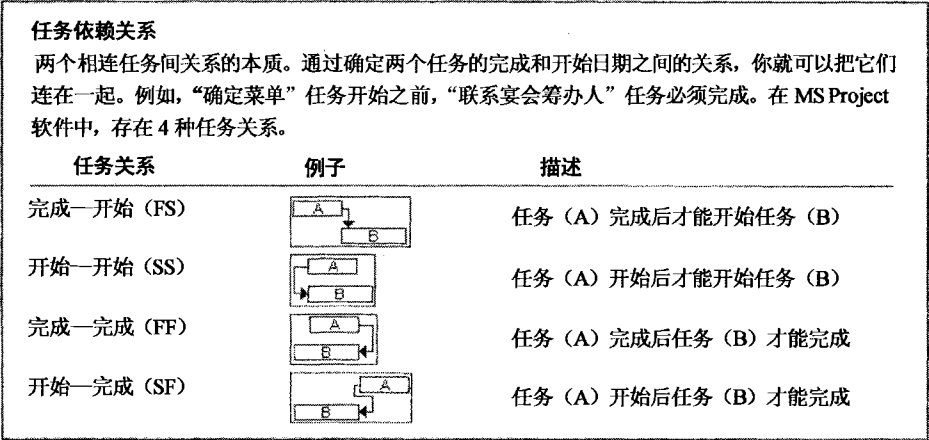 任务依赖关系
两个相连任务间关系的本质。通过确定两个任务的完成和开始日期之间的关系，你就可以把它们
连在一起。例如，“确定菜单”任务开始之前，“联系宴会筹办人”任务必须完成。在 MS Project
软件中，存在 4 种任务关系。
任务关系 例子 描述
完成—开始（FS） A B 任务（A）完成后才能开始任务（B）
开始—开始（SS） A B 任务（A）开始后才能开始任务（B）
完成—完成（FF） A B 任务（A）完成后任务（B）才能完成
开始—完成（SF） A B 任务（A）开始后任务（B）才能完成